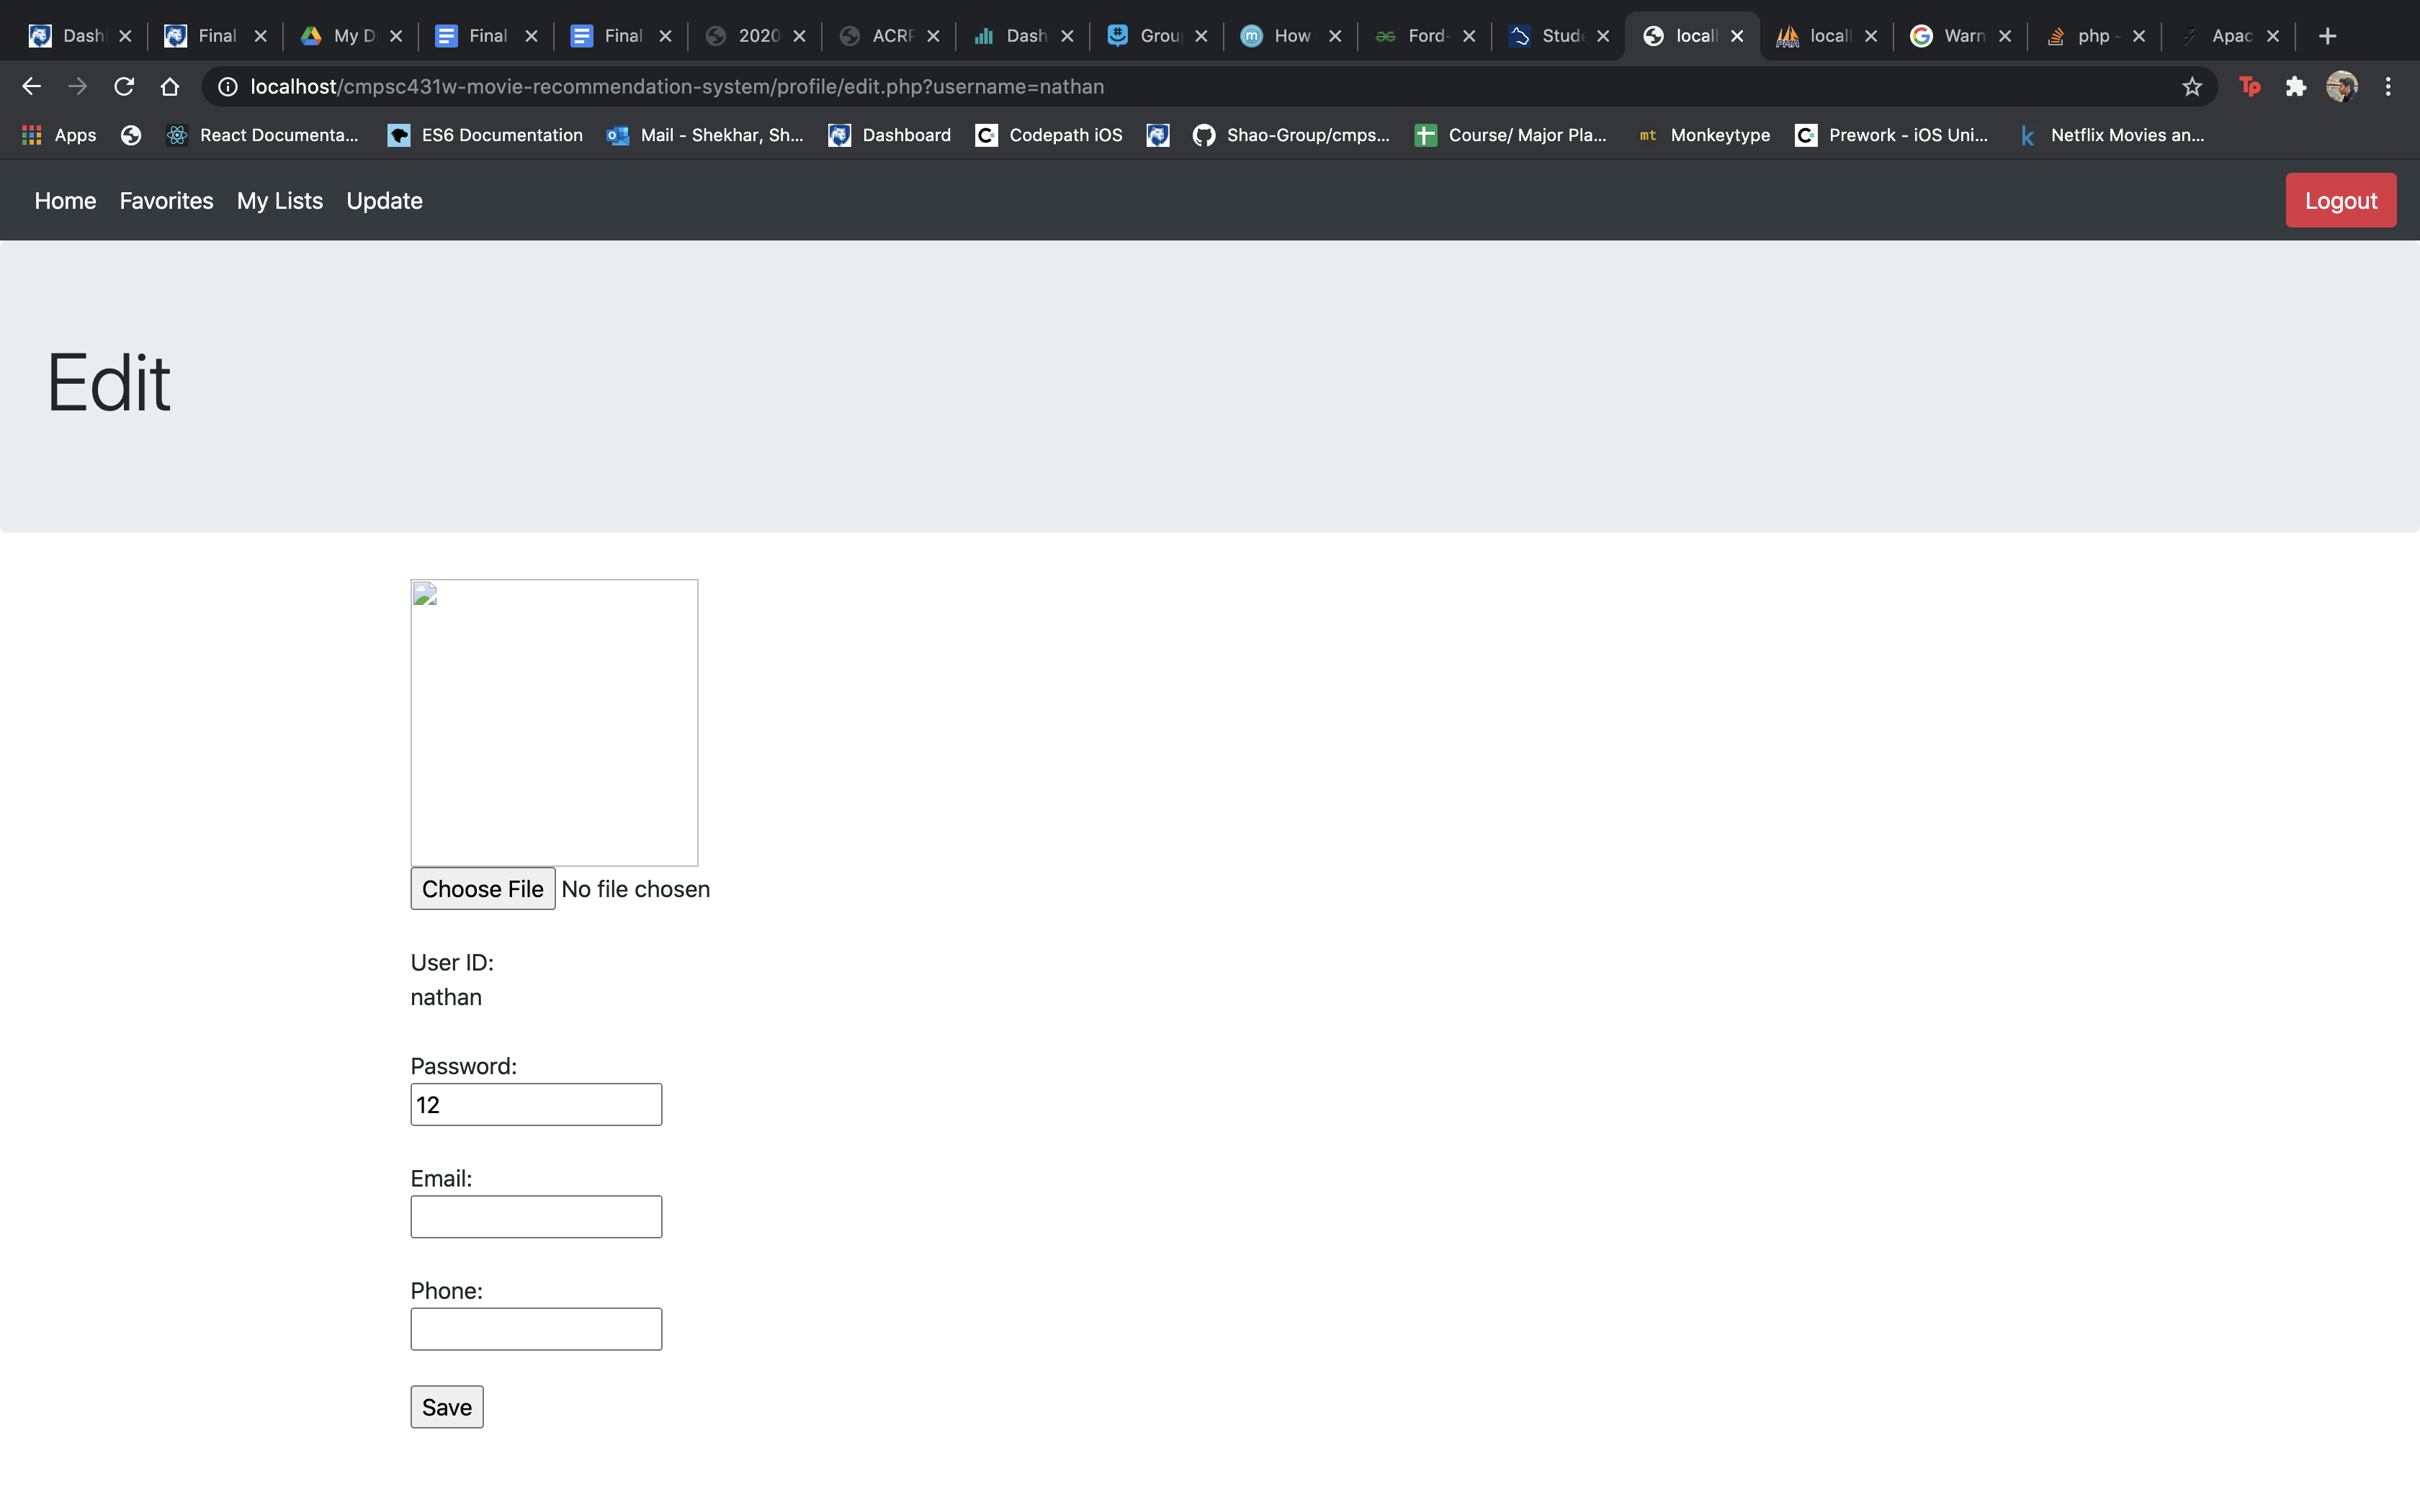 Dash Final My D Final Final 2020 ACRP Dash Grou How Ford- Stud local local Warn php - Apac
localhost/cmpsc431w-movie-recommendation-system/profile/edit.php?username=nathan Tp
Apps React Documenta... ES6 Documentation Mail - Shekhar, Sh... Dashboard Codepath iOS Shao-Group/cmps... Course/ Major Pla... mt Monkeytype Prework - iOS Uni... k Netflix Movies an...
Home Favorites My Lists Update Logout
Edit
Choose File No file chosen
User ID:
nathan
Password:
12
Email:
Phone:
Save